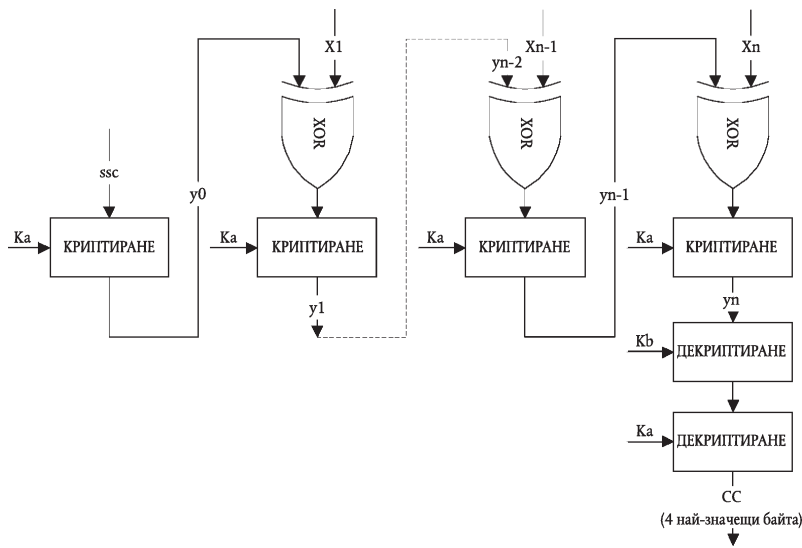 X1
Xn-1
Xn
yn-2
XOR
XOR
XOR
ssc
y0
yn-1
Ka
КРИПТИРАНЕ
Ka
КРИПТИРАНЕ
Ka
КРИПТИРАНЕ
Ka
КРИПТИРАНЕ
y1
yn
Kb
ДЕКРИПТИРАНЕ
Ka
ДЕКРИПТИРАНЕ
CC
(4 най-значещи байта)